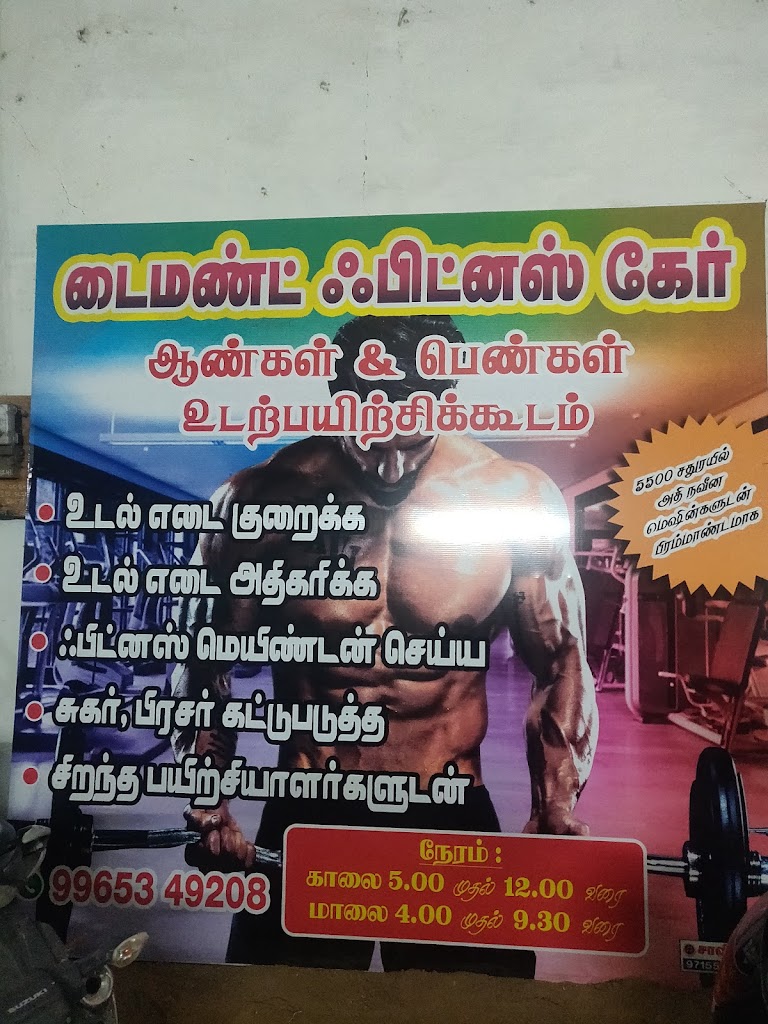 டைமண்ட் ஃபிட்னஸ் கேர்
ஆண்கள் & பெண்கள்
உடற்பயிற்சிக்கூடம்
5500 சதுரயில்
அதி நவீன
மெஷின்களுடன்
பிரம்மாண்டமாக
உடல் எடை குறைக்க
உடல் எடை அதிகரிக்க
ஃபிட்னஸ் மெயிண்டன் செய்ய
சுகர், பிரசர் கட்டுபடுத்த
சிறந்த பயிற்சியாளர்களுடன்
99653 49208
நேரம் :
காலை 5.00 முதல் 12.00 வரை
மாலை 4.00 முதல் 9.30 வரை
SUZUKI